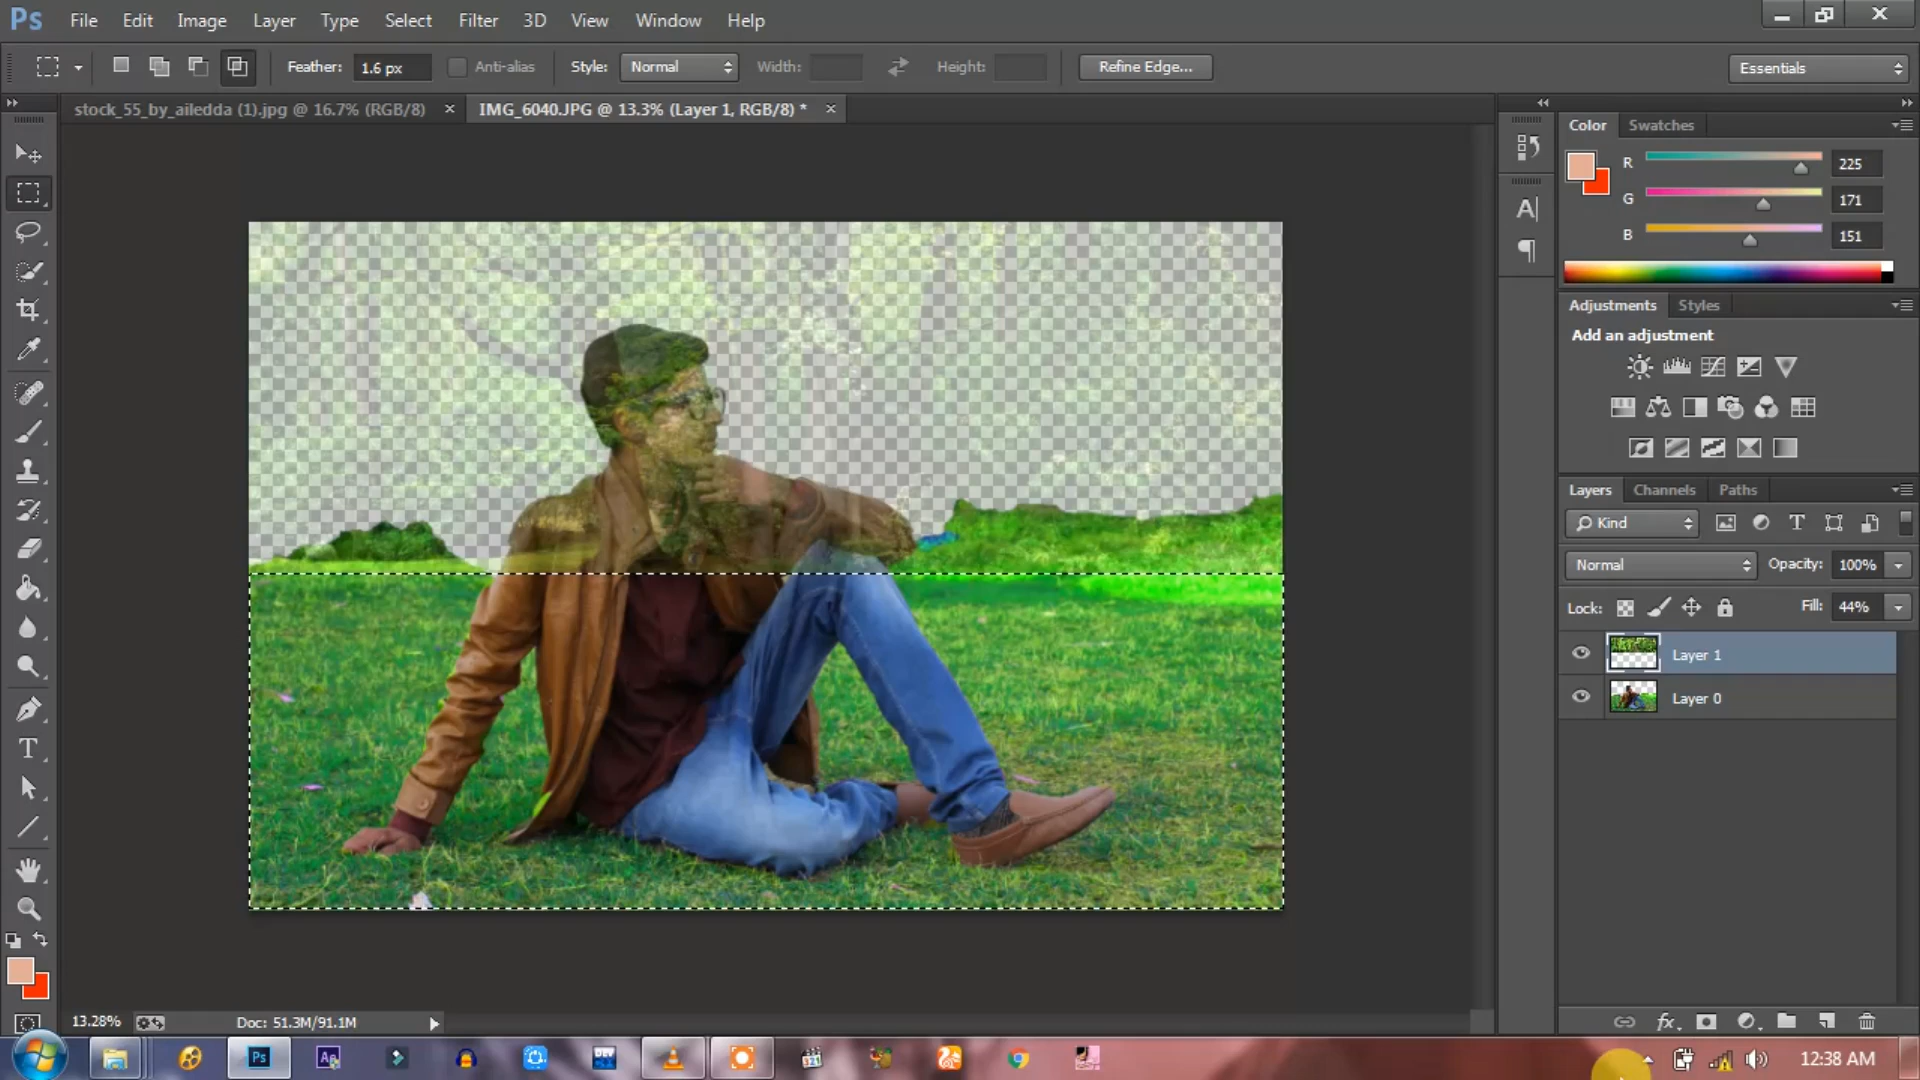 Ps File Edit Image Layer Type Select Filter 3D View Window Help
Feather: 1.6 px Anti-alias Style: Normal Width: Height: Refine Edge... Essentials
stock_55_by_ailedda (1).jpg @ 16.7% (RGB/8) × IMG_6040.JPG @ 13.3% (Layer 1, RGB/8) * ×
Color Swatches
R 225
G 171
B 151
Adjustments Styles
Add an adjustment
Layers Channels Paths
Kind
Normal Opacity: 100%
Lock: Fill: 44%
Layer 1
Layer 0
13.28% Doc: 51.3M/91.1M
12:38 AM